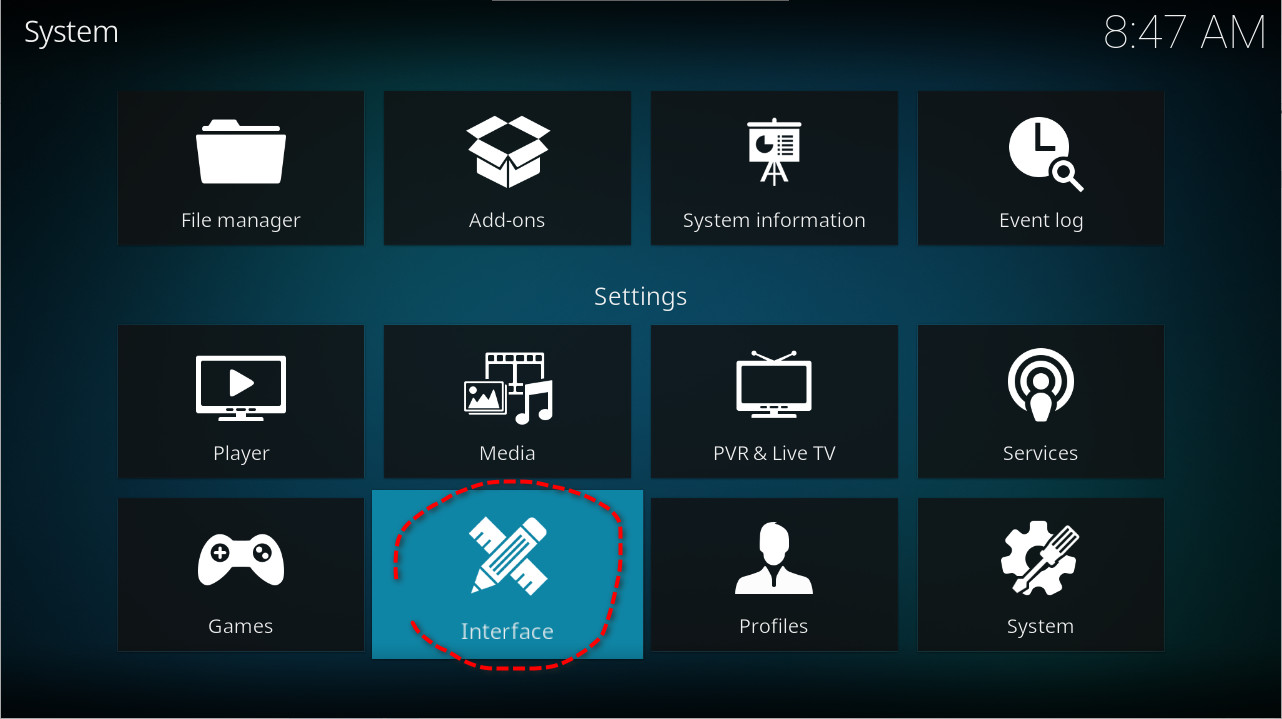 System
8:47 AM
File manager
Add-ons
System information
Event log
Settings
Player
Media
PVR & Live TV
Services
Games
Interface
Profiles
System